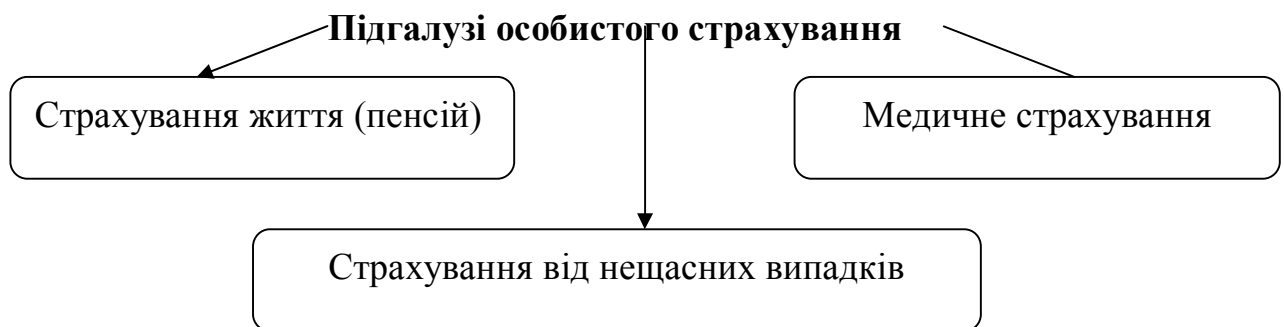 Підгалузі особистого страхування
Страхування життя (пенсій)
Медичне страхування
Страхування від нещасних випадків